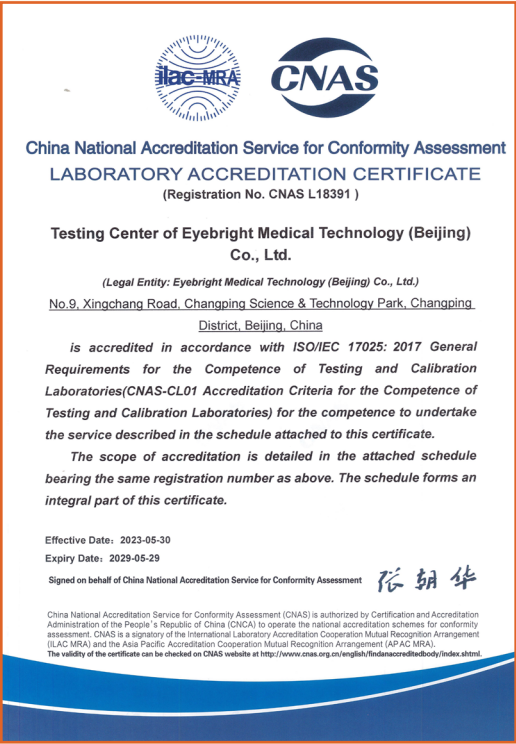 ilac-MRA
CNAS
China National Accreditation Service for Conformity Assessment
LABORATORY ACCREDITATION CERTIFICATE
(Registration No. CNAS L18391 )
Testing Center of Eyebright Medical Technology (Beijing)
Co., Ltd.
(Legal Entity: Eyebright Medical Technology (Beijing) Co., Ltd.)
No.9, Xingchang Road, Changping Science & Technology Park, Changping
District, Beijing, China
is accredited in accordance with ISO/IEC 17025: 2017 General
Requirements for the Competence of Testing and Calibration
Laboratories(CNAS-CL01 Accreditation Criteria for the Competence of
Testing and Calibration Laboratories) for the competence to undertake
the service described in the schedule attached to this certificate.
The scope of accreditation is detailed in the attached schedule
bearing the same registration number as above. The schedule forms an
integral part of this certificate.
Effective Date: 2023-05-30
Expiry Date: 2029-05-29
Signed on behalf of China National Accreditation Service for Conformity Assessment 张朝华
China National Accreditation Service for Conformity Assessment (CNAS) is authorized by Certification and Accreditation
Administration of the People's Republic of China (CNCA) to operate the national accreditation schemes for conformity
assessment. CNAS is a signatory of the International Laboratory Accreditation Cooperation Mutual Recognition Arrangement
(ILAC MRA) and the Asia Pacific Accreditation Cooperation Mutual Recognition Arrangement (APAC MRA).
The validity of the certificate can be checked on CNAS website at http://www.cnas.org.cn/english/findanaccreditedbody/index.shtml.